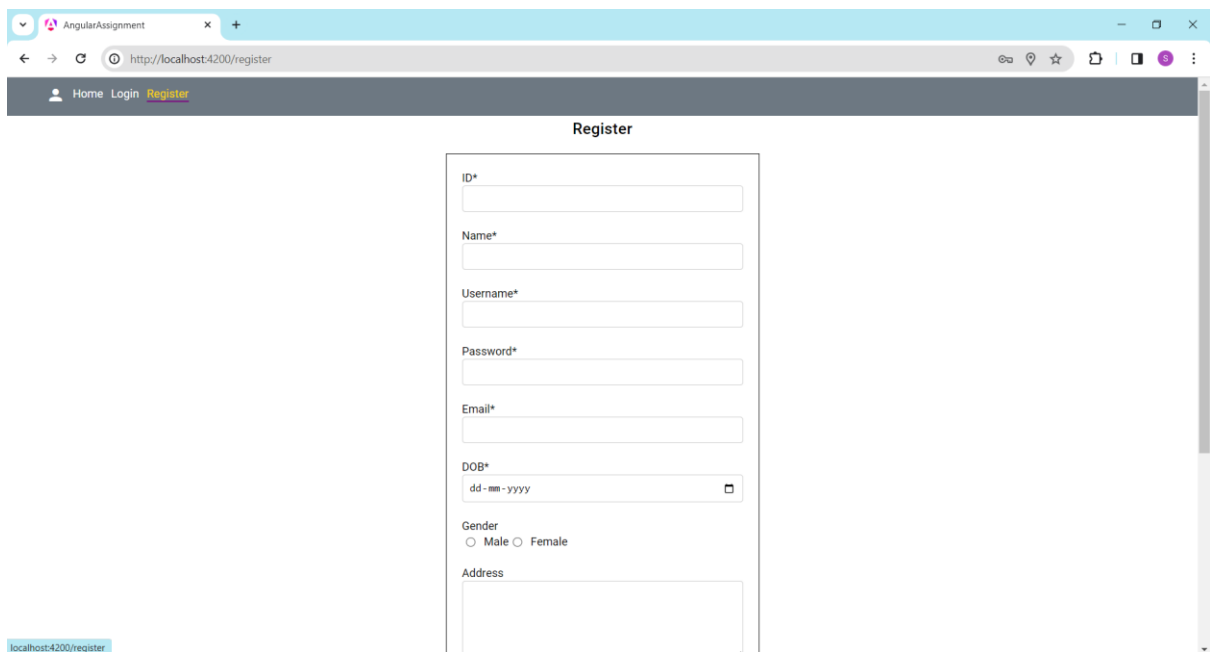 AngularAssignment
http://localhost:4200/register
S
Home Login Register
Register
ID*
Name*
Username*
Password*
Email*
DOB*
dd-mm-yyyy
Gender
Male Female
Address
localhost:4200/register